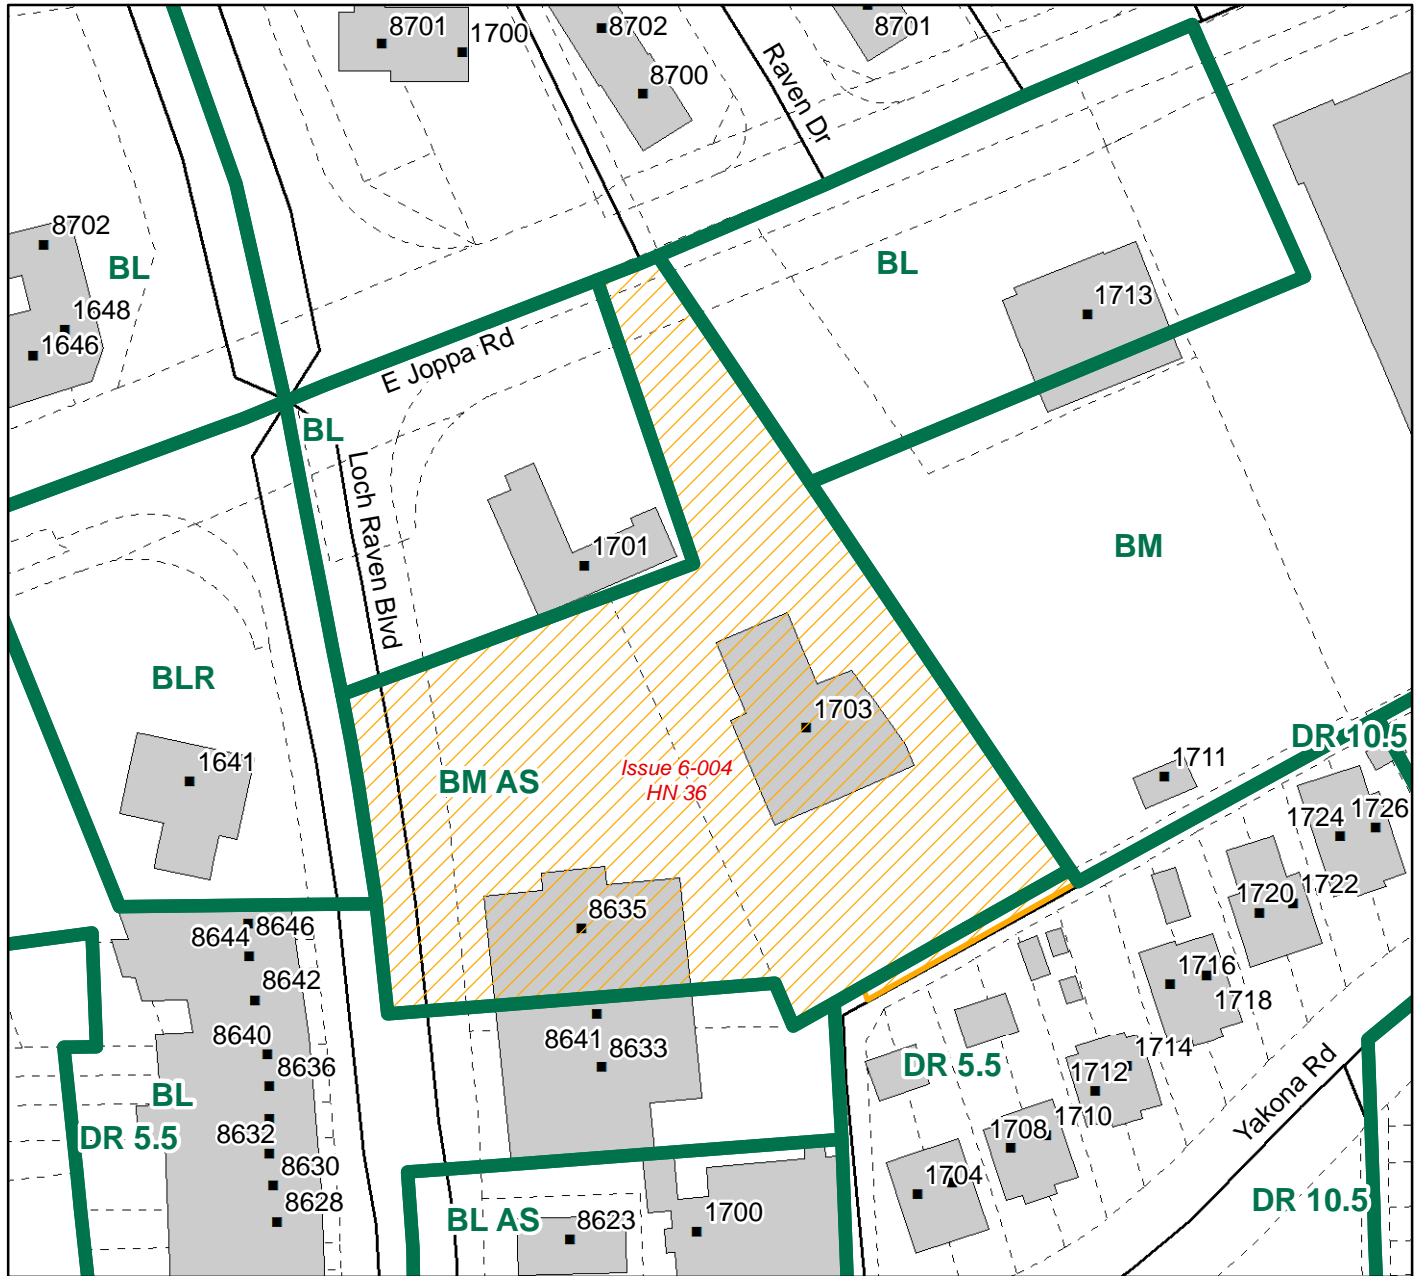 8701
1700
8702
8700
8701
Raven Dr
8702
BL
1648
1646
BL
1713
E Joppa Rd
BL
Loch Raven Blvd
1701
BM
BLR
1641
1703
BM AS
Issue 6-004
HN 36
DR 10.5
1711
1724
1726
1720
1722
8635
8646
8644
8642
1716
1718
8640
8641
8636
8633
DR 5.5
1714
1712
BL
DR 5.5
8632
1710
1708
Yakona Rd
8630
1704
8628
BL AS
8623
1700
DR 10.5